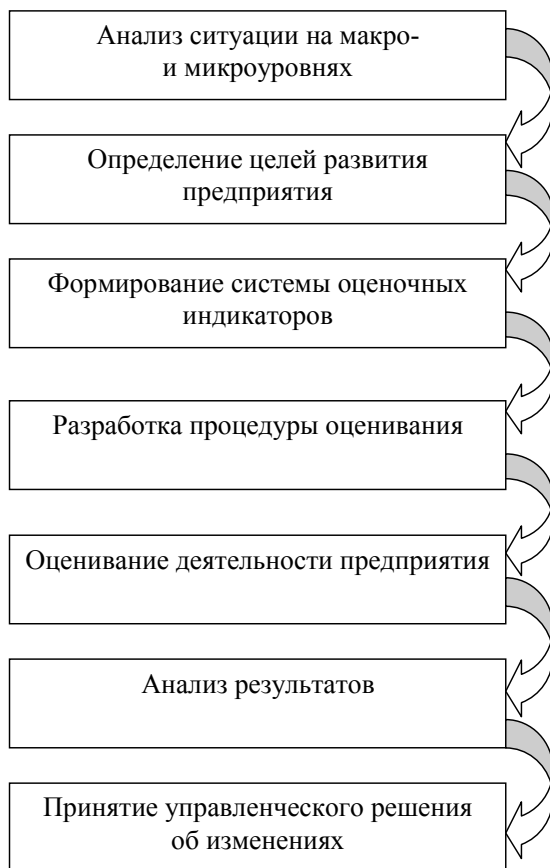 Анализ ситуации на макро-
и микроуровнях
Определение целей развития
предприятия
Формирование системы оценочных
индикаторов
Разработка процедуры оценивания
Оценивание деятельности предприятия
Анализ результатов
Принятие управленческого решения
об изменениях